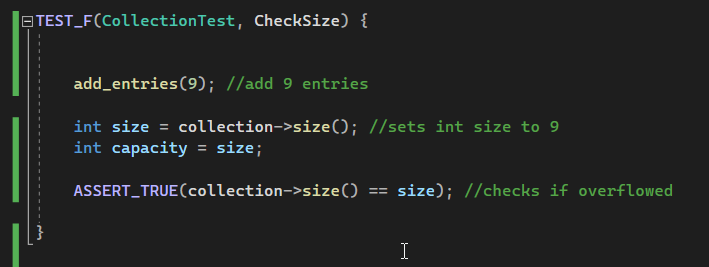 TEST_F(CollectionTest, CheckSize) {
add_entries(9); //add 9 entries
int size = collection->size(); //sets int size to 9
int capacity = size;
ASSERT_TRUE(collection->size() == size); //checks if overflowed
}